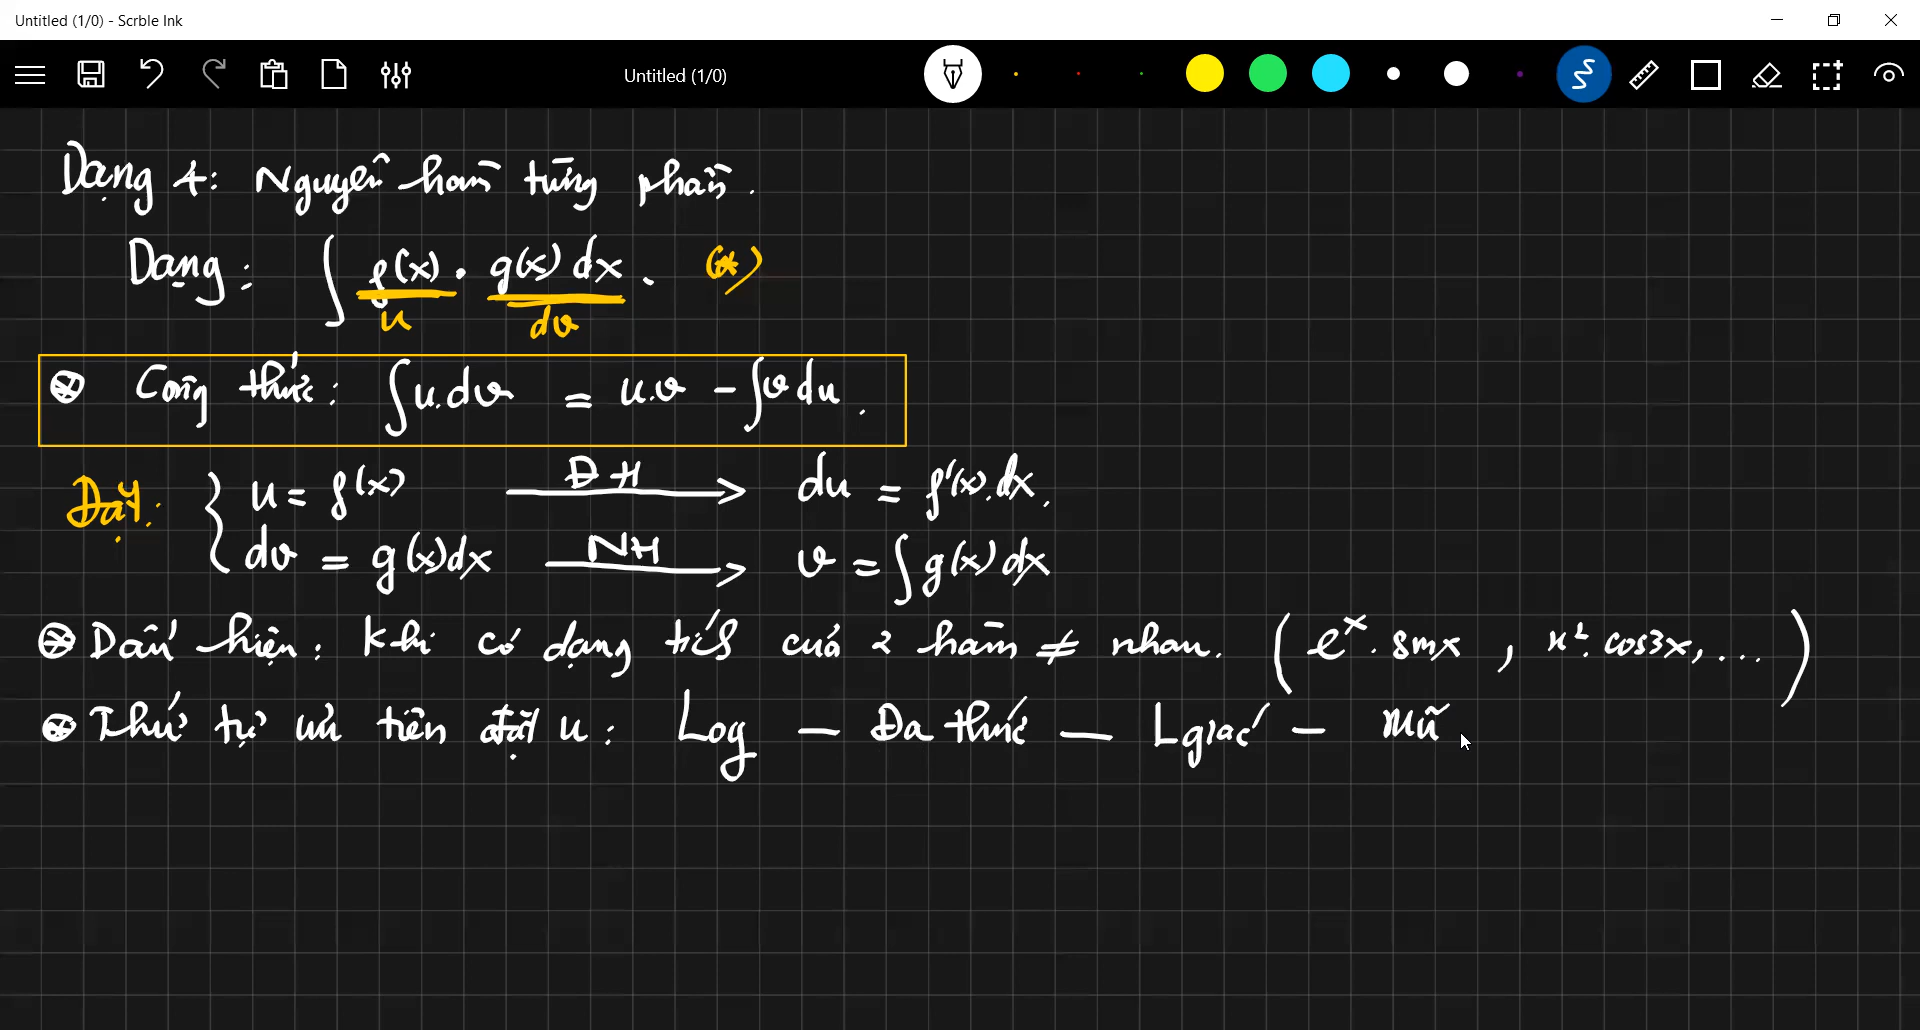 Untitled (1/0) - Scrble Ink
Untitled (1/0)
Dạng 4: Nguyên hàm từng phần.
Dạng: ∫ f(x) . g(x) dx. (*)
u dv
⊗ Công thức: ∫u.dv = u.v - ∫v du.
Đặt: { u = f(x) ĐH → du = f'(x).dx.
dv = g(x)dx NH → v = ∫g(x)dx
⊗ Dấu hiện: Khi có dạng tích của 2 hàm ≠ nhau. (e^x. sinx, x². cos3x, ...)
⊗ Thứ tự ưu tiên đặt u: Log — Đa thức — Lgiác — mũ.